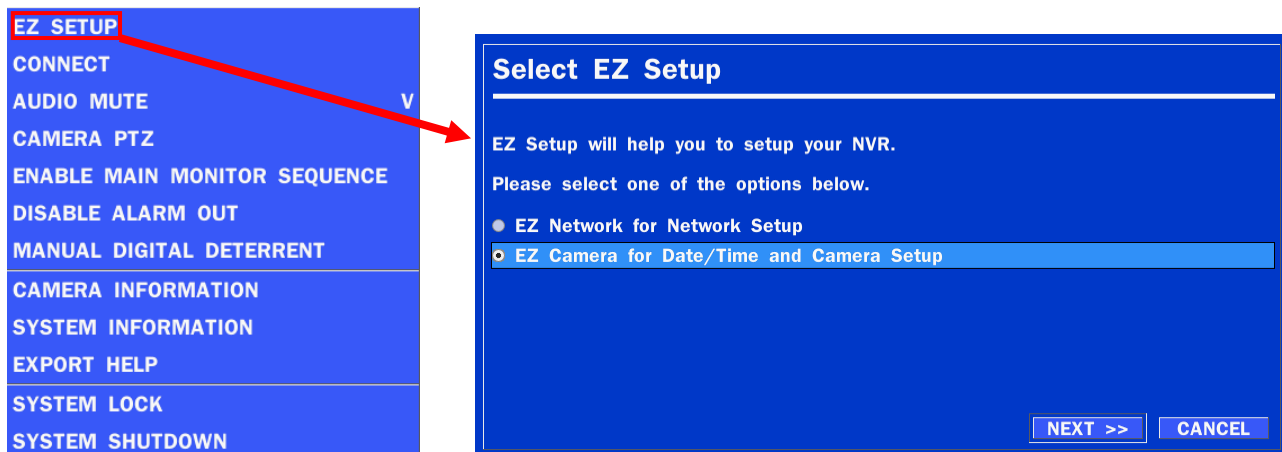 EZ SETUP
CONNECT
AUDIO MUTE V
CAMERA PTZ
ENABLE MAIN MONITOR SEQUENCE
DISABLE ALARM OUT
MANUAL DIGITAL DETERRENT
CAMERA INFORMATION
SYSTEM INFORMATION
EXPORT HELP
SYSTEM LOCK
SYSTEM SHUTDOWN
Select EZ Setup
EZ Setup will help you to setup your NVR.
Please select one of the options below.
EZ Network for Network Setup
EZ Camera for Date/Time and Camera Setup
NEXT >> CANCEL